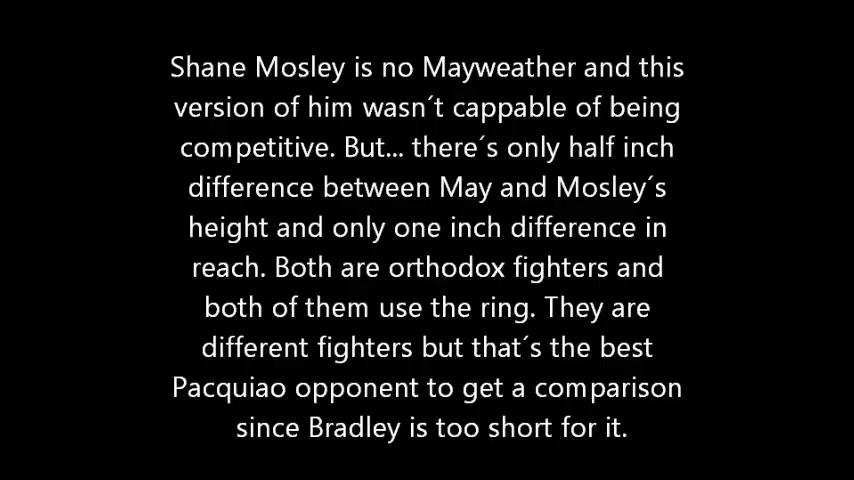 Shane Mosley is no Mayweather and this
version of him wasn´t cappable of being
competitive. But... there´s only half inch
difference between May and Mosley´s
height and only one inch difference in
reach. Both are orthodox fighters and
both of them use the ring. They are
different fighters but that´s the best
Pacquiao opponent to get a comparison
since Bradley is too short for it.